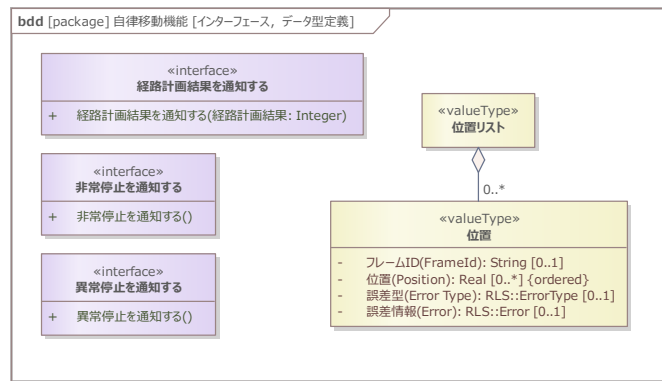 bdd [package] 自律移動機能 [インターフェース, データ型定義]
«interface»
経路計画結果を通知する
+ 経路計画結果を通知する(経路計画結果: Integer)
«interface»
非常停止を通知する
+ 非常停止を通知する()
«interface»
異常停止を通知する
+ 異常停止を通知する()
«valueType»
位置リスト
0..*
«valueType»
位置
- フレームID(FrameId): String [0..1]
- 位置(Position): Real [0..*] {ordered}
- 誤差型(Error Type): RLS::ErrorType [0..1]
- 誤差情報(Error): RLS::Error [0..1]